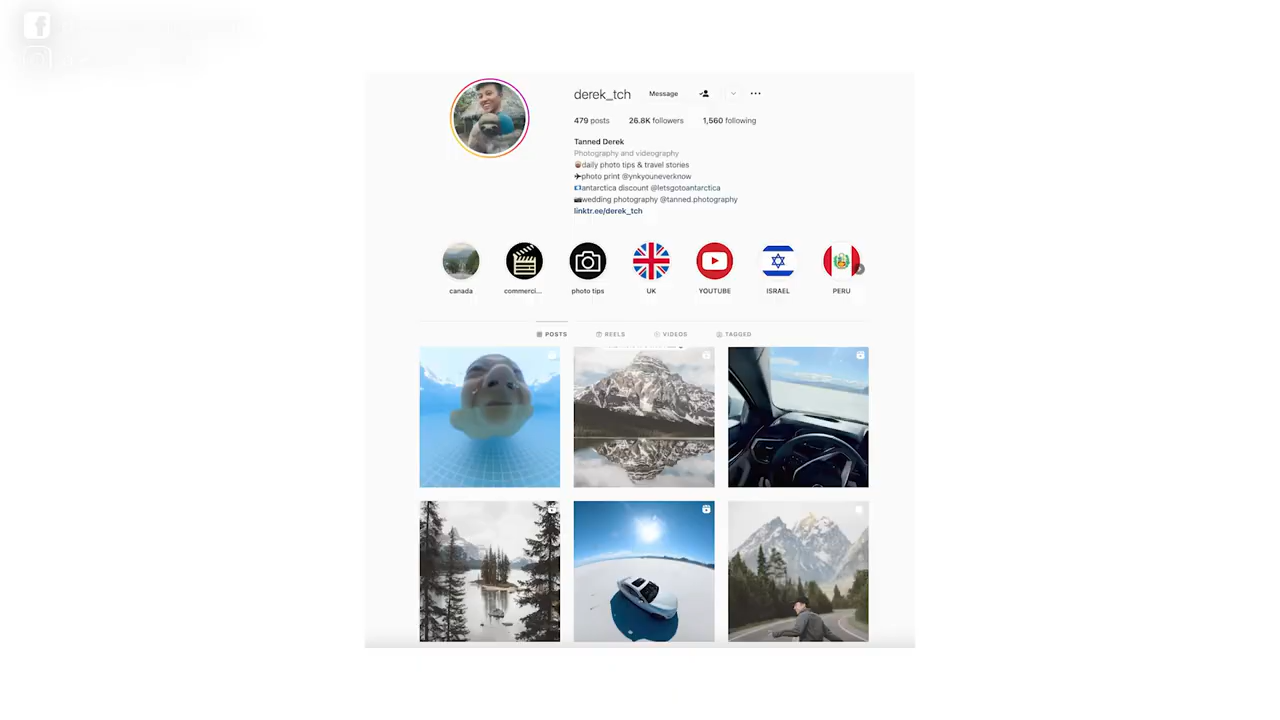 derek_tch Message
479 posts 26.8K followers 1,560 following
Tanned Derek
Photography and videography
daily photo tips & travel stories
photo print @ynkyouneverknow
antarctica discount @letsgotoantarctica
wedding photography @tanned.photography
linktr.ee/derek_tch
canada commerci... photo tips UK YOUTUBE ISRAEL PERU
POSTS REELS VIDEOS TAGGED